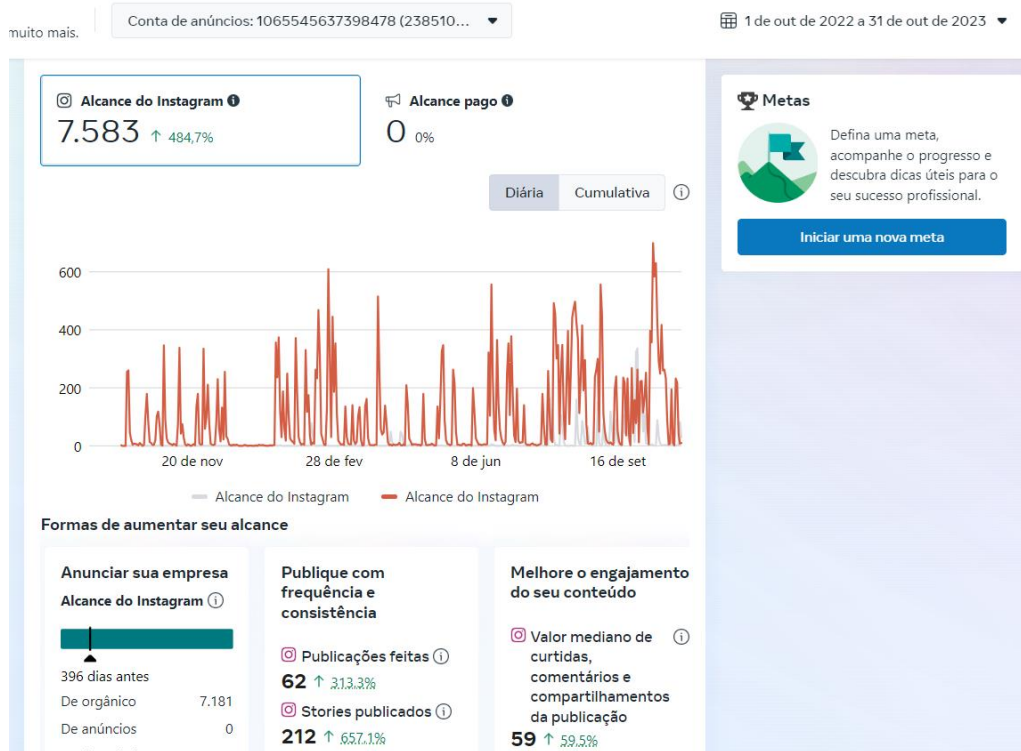 muito mais.
Conta de anúncios: 1065545637398478 (238510...
1 de out de 2022 a 31 de out de 2023
Alcance do Instagram
7.583 ↑ 484,7%
Alcance pago
0 0%
Diária
Cumulativa
600
400
200
0
20 de nov
28 de fev
8 de jun
16 de set
Alcance do Instagram
Alcance do Instagram
Metas
Defina uma meta,
acompanhe o progresso e
descubra dicas úteis para o
seu sucesso profissional.
Iniciar uma nova meta
Formas de aumentar seu alcance
Anunciar sua empresa
Alcance do Instagram
396 dias antes
De orgânico 7.181
De anúncios 0
Publique com
frequência e
consistência
Publicações feitas
62 ↑ 313.3%
Stories publicados
212 ↑ 657.1%
Melhore o engajamento
do seu conteúdo
Valor mediano de
curtidas,
comentários e
compartilhamentos
da publicação
59 ↑ 59.5%